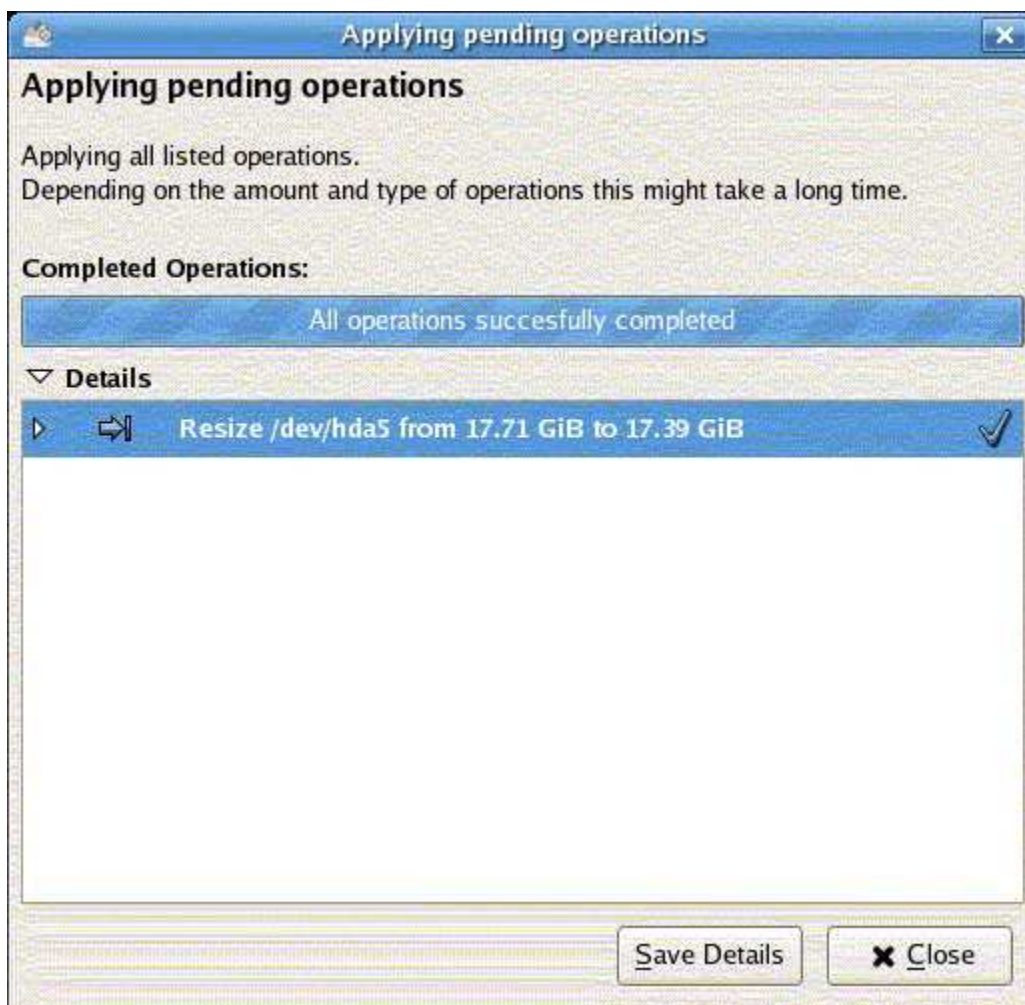 Applying pending operations
Applying pending operations
Applying all listed operations.
Depending on the amount and type of operations this might take a long time.
Completed Operations:
All operations succesfully completed
Details
Resize /dev/hda5 from 17.71 GiB to 17.39 GiB
Save Details
Close